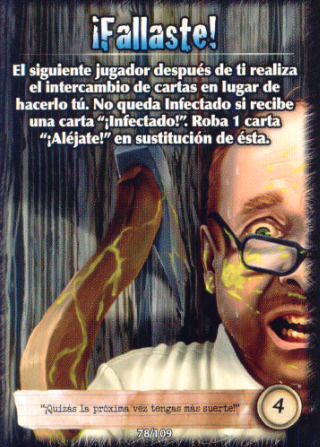 ¡Fallaste!
El siguiente jugador después de ti realiza
el intercambio de cartas en lugar de
hacerlo tú. No queda Infectado si recibe
una carta “¡Infectado!”. Roba 1 carta
“¡Aléjate!” en sustitución de ésta.
"¡Quizás la próxima vez tengas más suerte!"
4
78/109